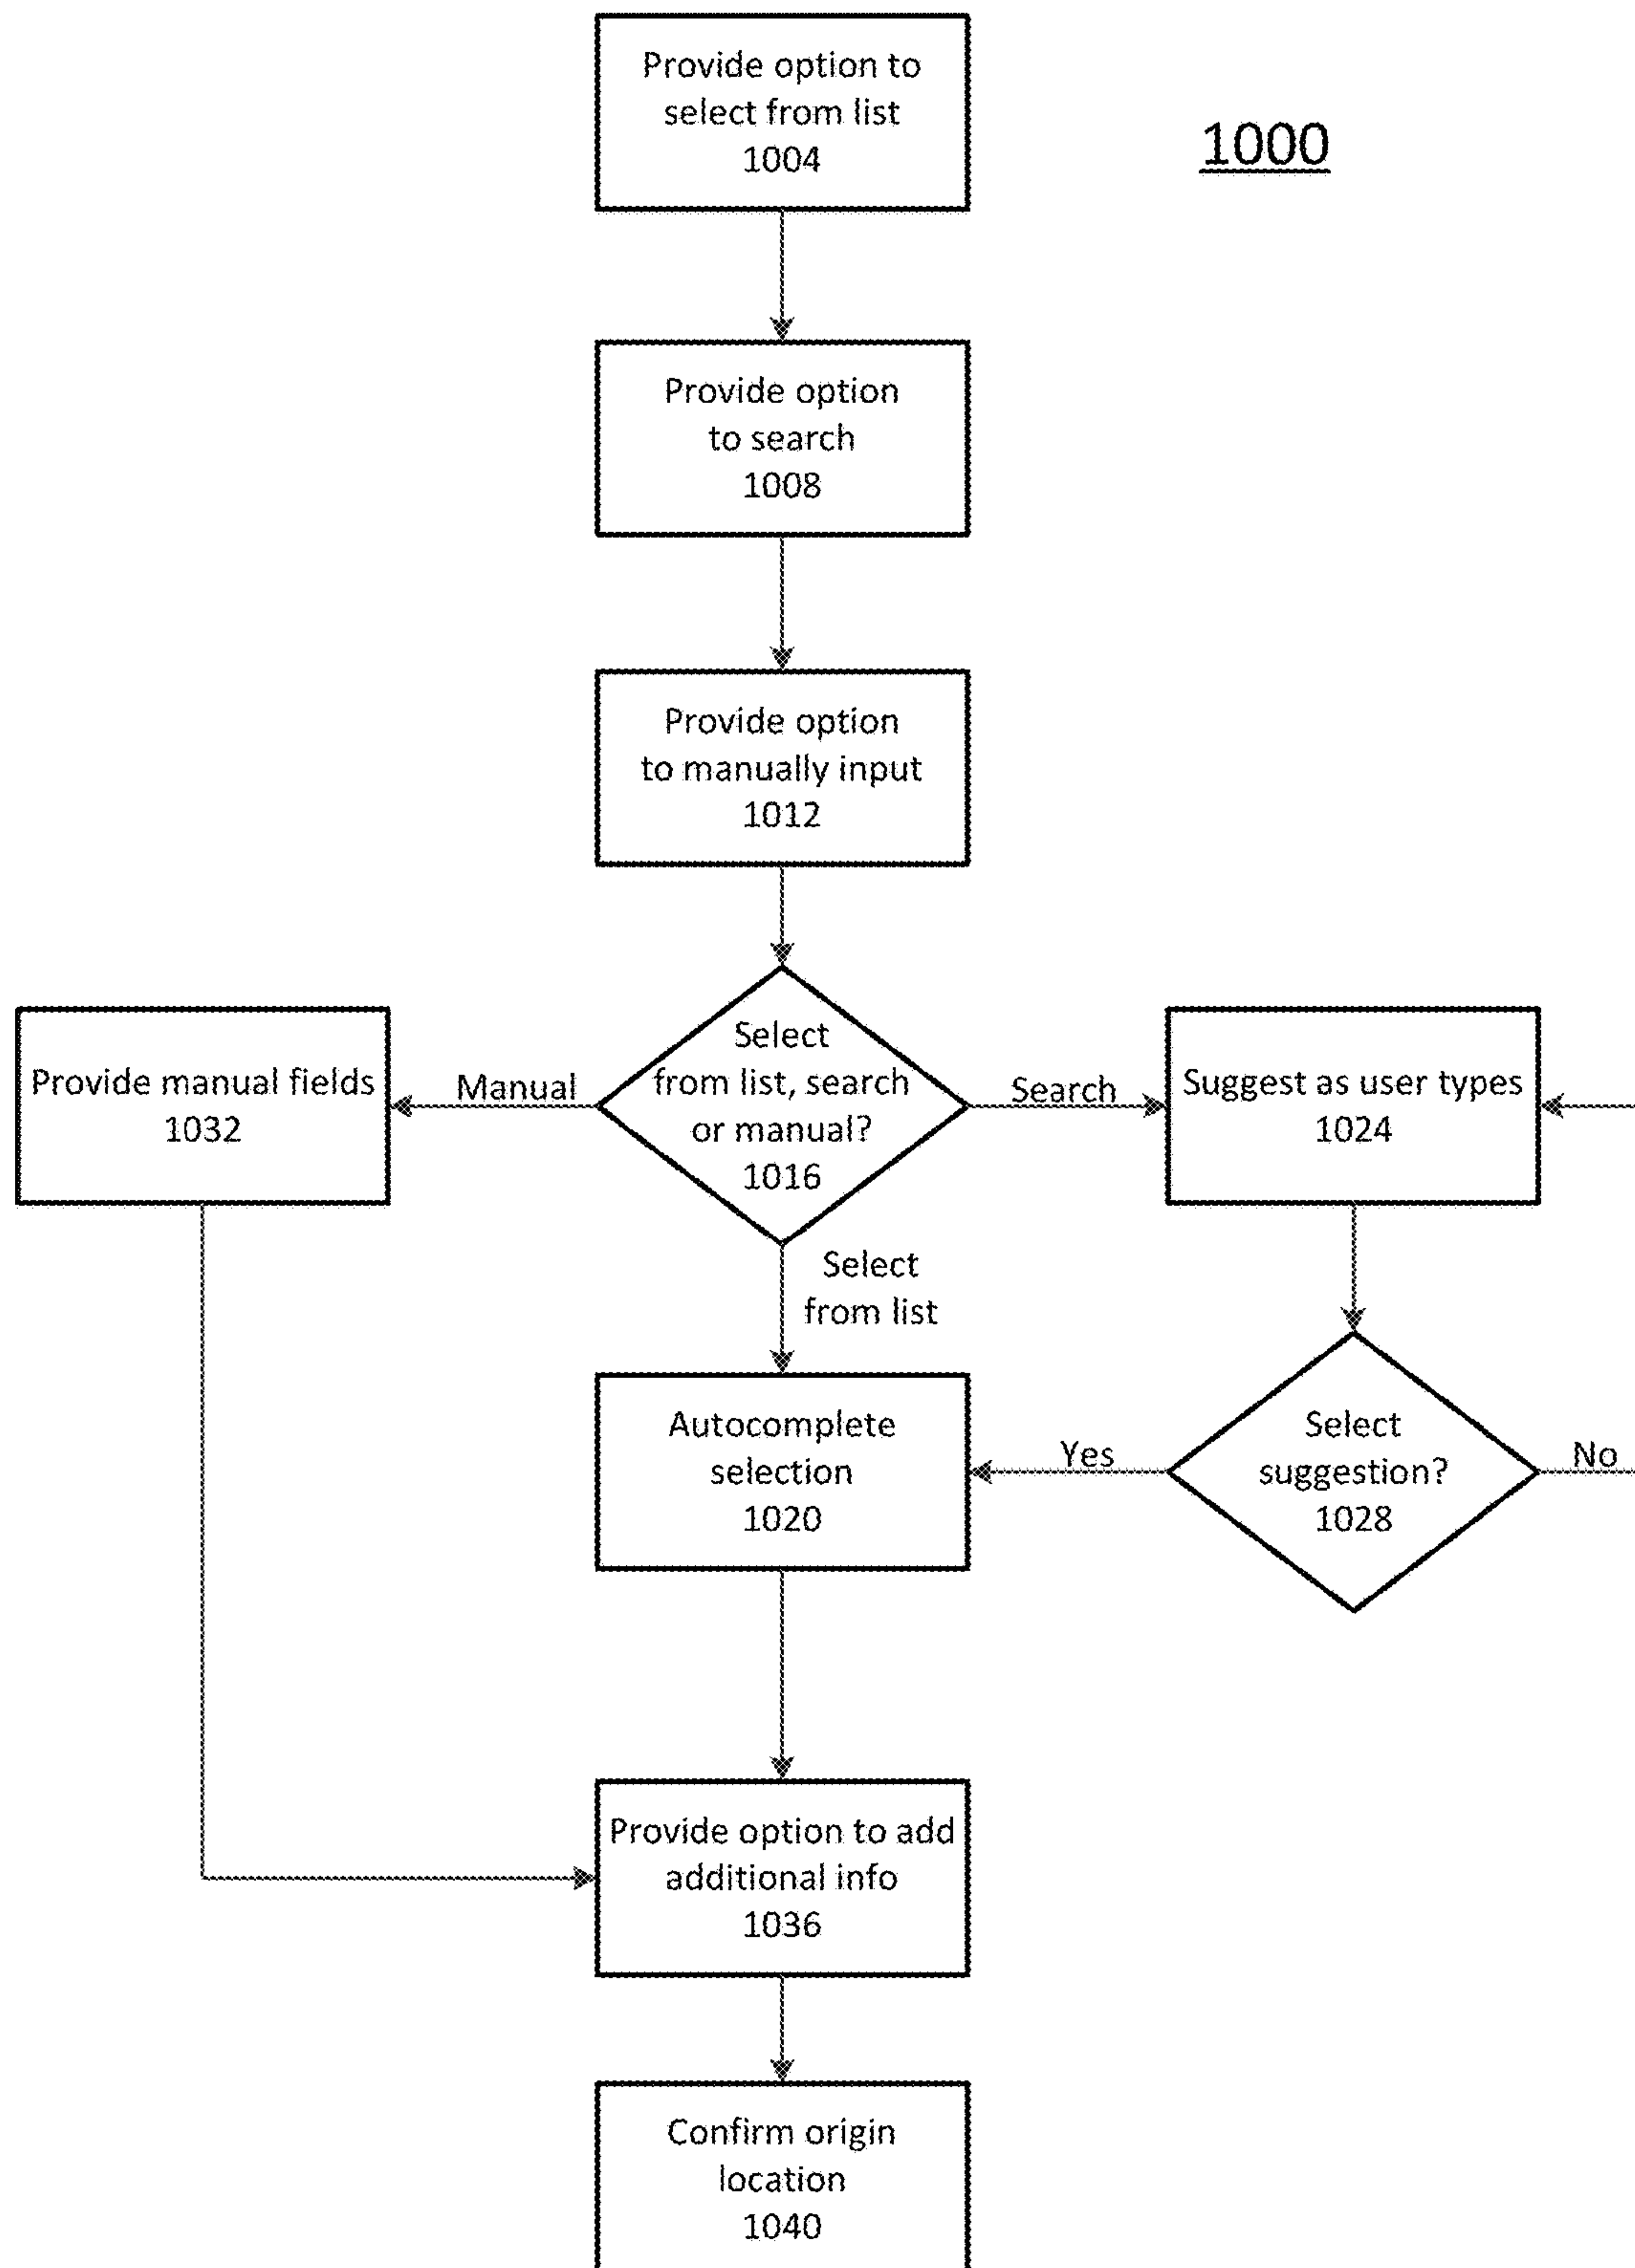 Provide option to
select from list
1004
1000
Provide option
to search
1008
Provide option
to manually input
1012
Select
from list, search
or manual?
1016
Manual
Provide manual fields
1032
Search
Suggest as user types
1024
Select
from list
Autocomplete
selection
1020
Yes
Select
suggestion?
1028
No
Provide option to add
additional info
1036
Confirm origin
location
1040